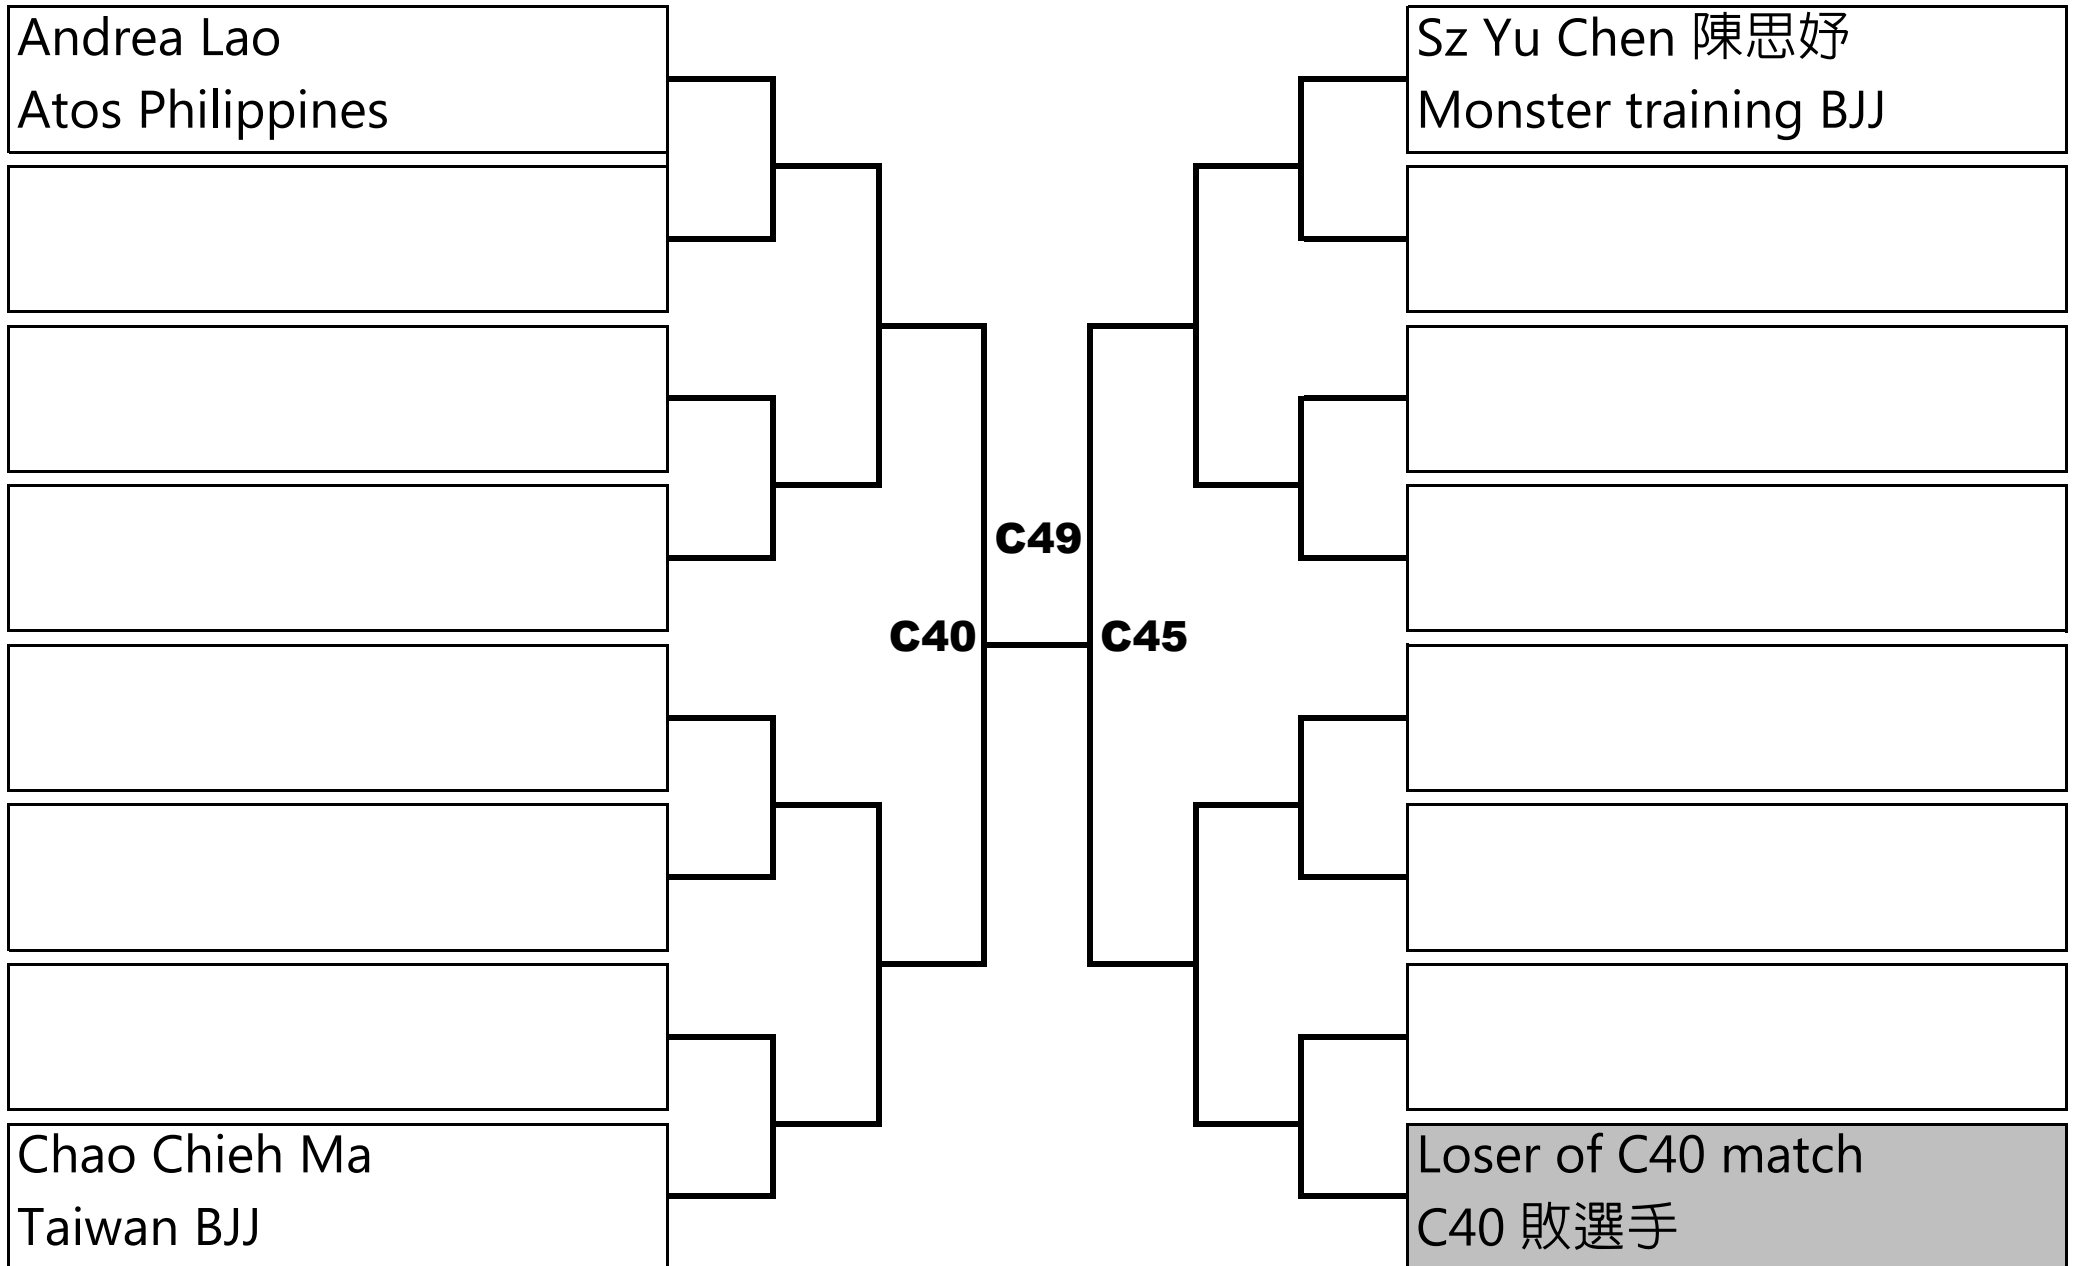 Andrea Lao
Atos Philippines
Chao Chieh Ma
Taiwan BJJ
C49
C40
C45
Sz Yu Chen 陳思妤
Monster training BJJ
Loser of C40 match
C40 敗選手